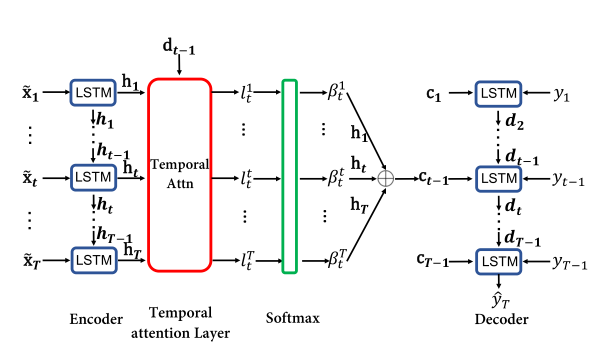 d_{t-1}
x̃_1 LSTM h_1 l_t^1 β_t^1 c_1 LSTM y_1
h_1 h_1 d_2
⋮ ⋮ ⋮ ⋮ ⋮ ⋮
h_{t-1} d_{t-1}
x̃_t LSTM h_t Temporal Attn l_t^t β_t^t h_t ⊕ c_{t-1} LSTM y_{t-1}
h_t h_T d_t
⋮ ⋮ ⋮ ⋮ ⋮
h_{T-1} d_{T-1}
x̃_T LSTM h_T l_t^T β_t^T c_{T-1} LSTM y_{T-1}
ŷ_T
Encoder Temporal attention Layer Softmax Decoder